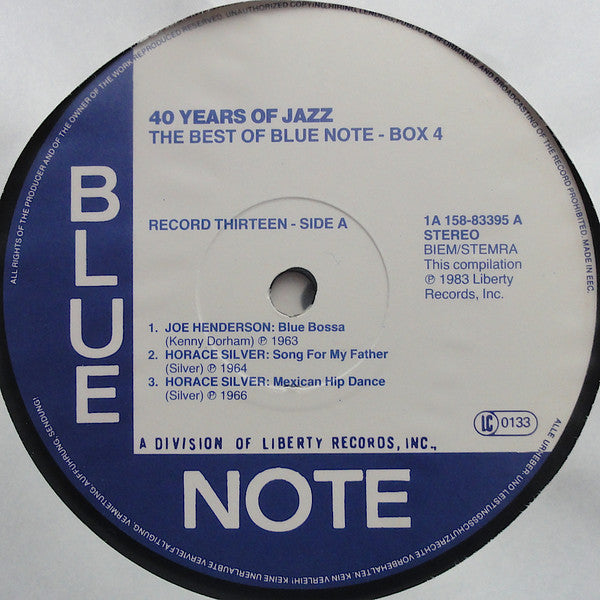 40 YEARS OF JAZZ
THE BEST OF BLUE NOTE - BOX 4
RECORD THIRTEEN - SIDE A
1A 158-83395 A
STEREO
BIEM/STEMRA
This compilation
℗ 1983 Liberty
Records, Inc.
1. JOE HENDERSON: Blue Bossa
(Kenny Dorham) ℗ 1963
2. HORACE SILVER: Song For My Father
(Silver) ℗ 1964
3. HORACE SILVER: Mexican Hip Dance
(Silver) ℗ 1966
LC 0133
A DIVISION OF LIBERTY RECORDS, INC.,
BLUE
NOTE
ALL RIGHTS OF THE PRODUCER AND OF THE OWNER OF THE WORK REPRODUCED RESERVED. UNAUTHORIZED COPYING, PERFORMANCE AND BROADCASTING OF THIS RECORD PROHIBITED. MADE IN EEC.
ALLE URHEBER- UND LEISTUNGSSCHUTZRECHTE VORBEHALTEN. KEIN VERLEIH! KEINE UNERLAUBTE VERVIELFÄLTIGUNG, VERMIETUNG, AUFFÜHRUNG, SENDUNG!